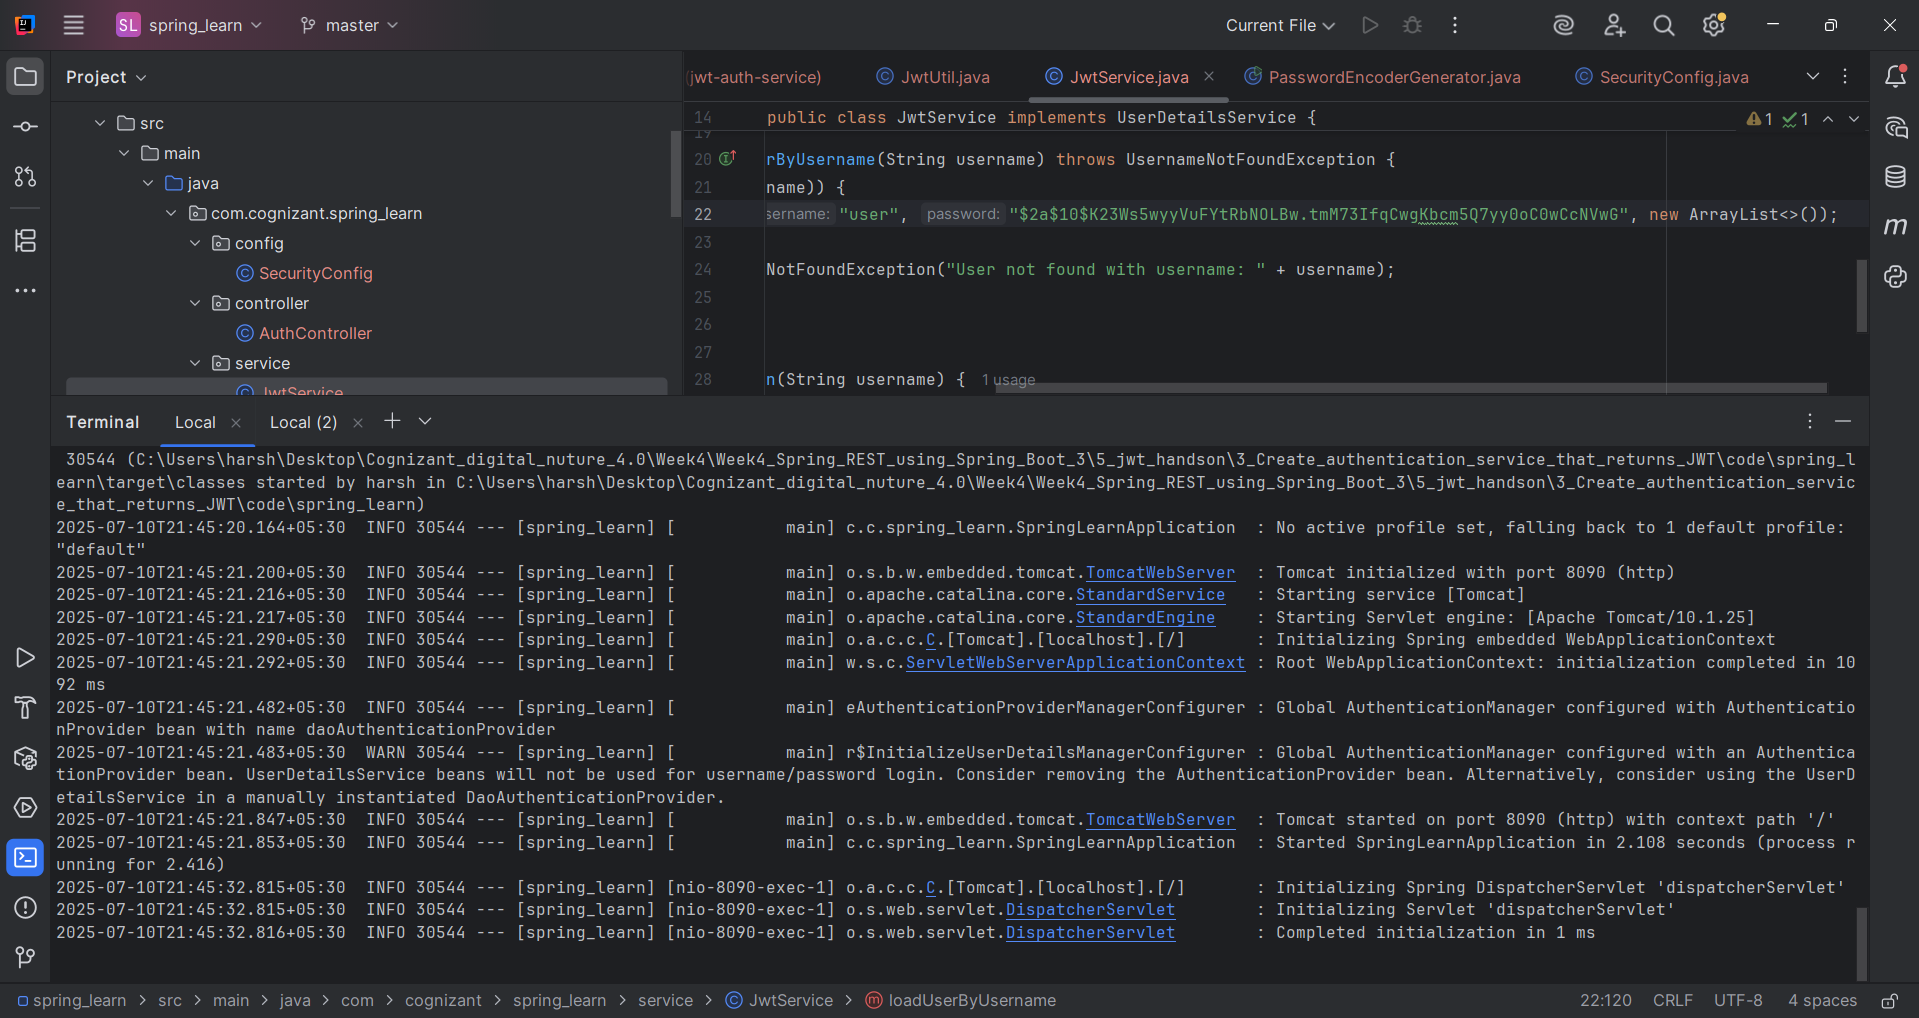 SL spring_learn master Current File
Project
src
main
java
com.cognizant.spring_learn
config
SecurityConfig
controller
AuthController
service
JwtService
(jwt-auth-service) JwtUtil.java JwtService.java PasswordEncoderGenerator.java SecurityConfig.java
14 public class JwtService implements UserDetailsService { 1 1
19
20 rByUsername(String username) throws UsernameNotFoundException {
21 name)) {
22 sername: "user", password: "$2a$10$K23Ws5wyyVuFYtRbNOLBw.tmM73IfqCwgKbcm5Q7yy0oC0wCcNVwG", new ArrayList<>());
23
24 NotFoundException("User not found with username: " + username);
25
26
27
28 n(String username) { 1 usage
Terminal Local Local (2)
30544 (C:\Users\harsh\Desktop\Cognizant_digital_nuture_4.0\Week4\Week4_Spring_REST_using_Spring_Boot_3\5_jwt_handson\3_Create_authentication_service_that_returns_JWT\code\spring_l
earn\target\classes started by harsh in C:\Users\harsh\Desktop\Cognizant_digital_nuture_4.0\Week4\Week4_Spring_REST_using_Spring_Boot_3\5_jwt_handson\3_Create_authentication_servic
e_that_returns_JWT\code\spring_learn)
2025-07-10T21:45:20.164+05:30  INFO 30544 --- [spring_learn] [           main] c.c.spring_learn.SpringLearnApplication  : No active profile set, falling back to 1 default profile:
"default"
2025-07-10T21:45:21.200+05:30  INFO 30544 --- [spring_learn] [           main] o.s.b.w.embedded.tomcat.TomcatWebServer  : Tomcat initialized with port 8090 (http)
2025-07-10T21:45:21.216+05:30  INFO 30544 --- [spring_learn] [           main] o.apache.catalina.core.StandardService   : Starting service [Tomcat]
2025-07-10T21:45:21.217+05:30  INFO 30544 --- [spring_learn] [           main] o.apache.catalina.core.StandardEngine    : Starting Servlet engine: [Apache Tomcat/10.1.25]
2025-07-10T21:45:21.290+05:30  INFO 30544 --- [spring_learn] [           main] o.a.c.c.C.[Tomcat].[localhost].[/]       : Initializing Spring embedded WebApplicationContext
2025-07-10T21:45:21.292+05:30  INFO 30544 --- [spring_learn] [           main] w.s.c.ServletWebServerApplicationContext : Root WebApplicationContext: initialization completed in 10
92 ms
2025-07-10T21:45:21.482+05:30  INFO 30544 --- [spring_learn] [           main] eAuthenticationProviderManagerConfigurer : Global AuthenticationManager configured with Authenticatio
nProvider bean with name daoAuthenticationProvider
2025-07-10T21:45:21.483+05:30  WARN 30544 --- [spring_learn] [           main] r$InitializeUserDetailsManagerConfigurer : Global AuthenticationManager configured with an Authentica
tionProvider bean. UserDetailsService beans will not be used for username/password login. Consider removing the AuthenticationProvider bean. Alternatively, consider using the UserD
etailsService in a manually instantiated DaoAuthenticationProvider.
2025-07-10T21:45:21.847+05:30  INFO 30544 --- [spring_learn] [           main] o.s.b.w.embedded.tomcat.TomcatWebServer  : Tomcat started on port 8090 (http) with context path '/'
2025-07-10T21:45:21.853+05:30  INFO 30544 --- [spring_learn] [           main] c.c.spring_learn.SpringLearnApplication  : Started SpringLearnApplication in 2.108 seconds (process r
unning for 2.416)
2025-07-10T21:45:32.815+05:30  INFO 30544 --- [spring_learn] [nio-8090-exec-1] o.a.c.c.C.[Tomcat].[localhost].[/]       : Initializing Spring DispatcherServlet 'dispatcherServlet'
2025-07-10T21:45:32.815+05:30  INFO 30544 --- [spring_learn] [nio-8090-exec-1] o.s.web.servlet.DispatcherServlet        : Initializing Servlet 'dispatcherServlet'
2025-07-10T21:45:32.816+05:30  INFO 30544 --- [spring_learn] [nio-8090-exec-1] o.s.web.servlet.DispatcherServlet        : Completed initialization in 1 ms
spring_learn > src > main > java > com > cognizant > spring_learn > service > JwtService > loadUserByUsername 22:120 CRLF UTF-8 4 spaces